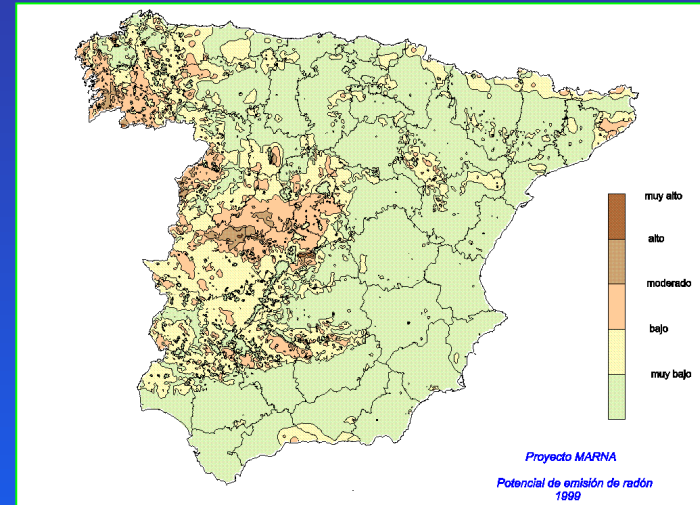 muy alto
alto
moderado
bajo
muy bajo
Proyecto MARNA
Potencial de emisión de radón
1999